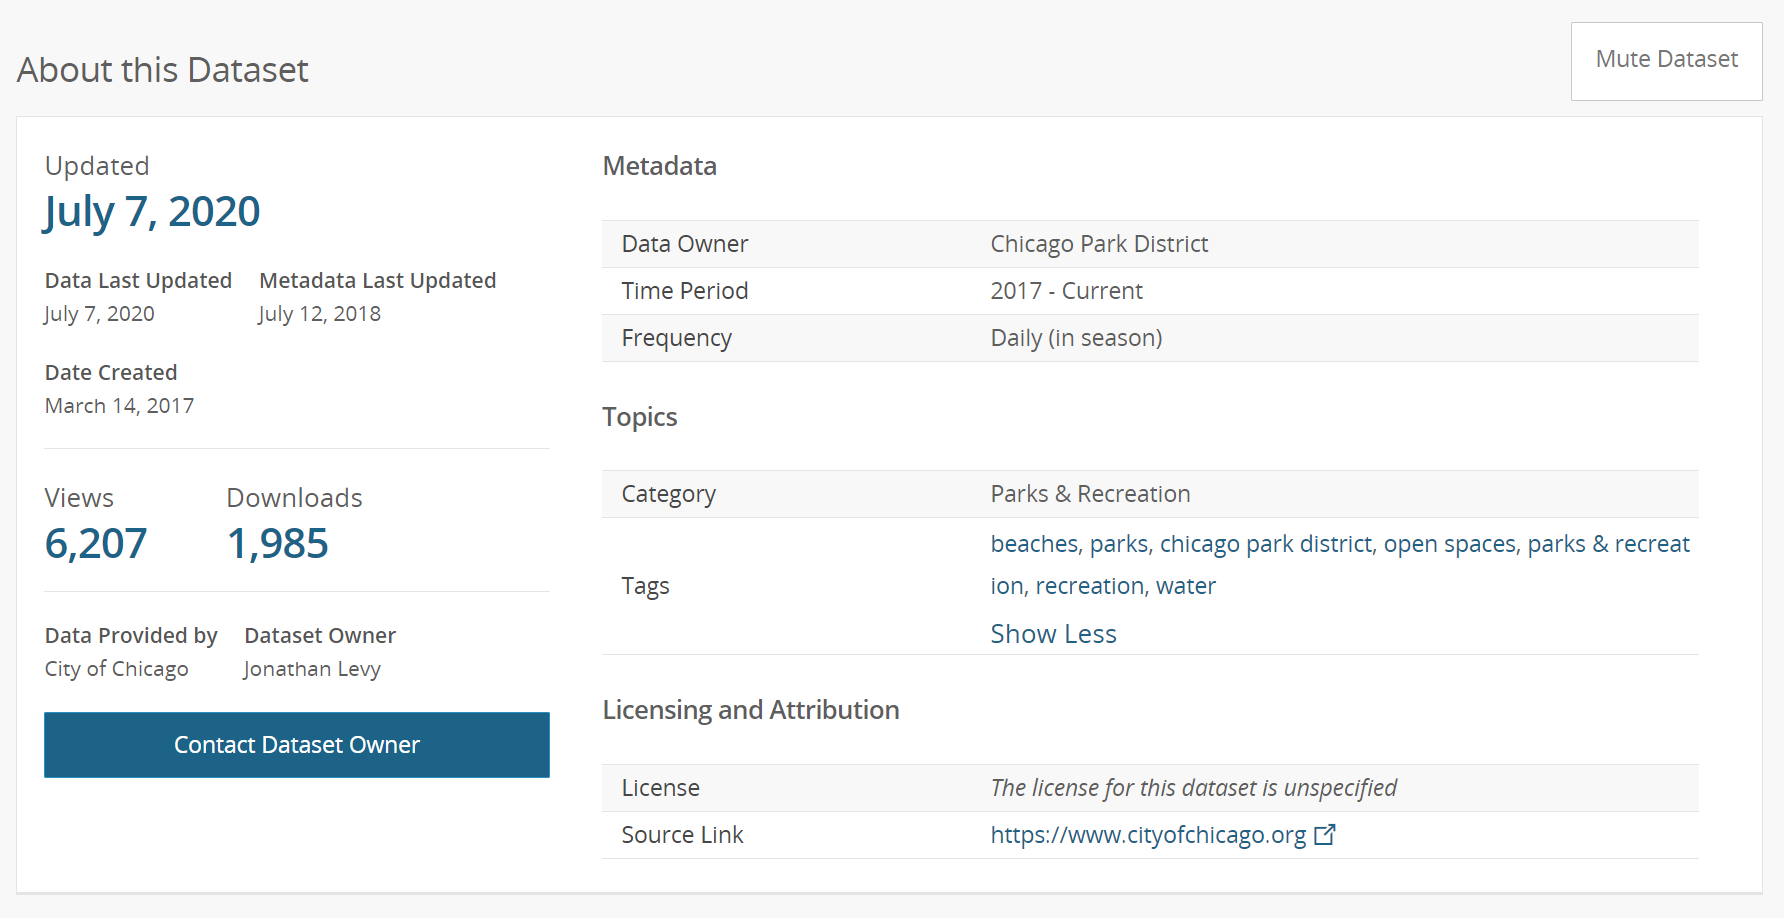 About this Dataset
Mute Dataset
Updated
July 7, 2020
Data Last Updated
July 7, 2020
Metadata Last Updated
July 12, 2018
Date Created
March 14, 2017
Views
6,207
Downloads
1,985
Data Provided by
City of Chicago
Dataset Owner
Jonathan Levy
Contact Dataset Owner
Metadata
Data Owner Chicago Park District
Time Period 2017 - Current
Frequency Daily (in season)
Topics
Category Parks & Recreation
Tags
beaches, parks, chicago park district, open spaces, parks & recreat
ion, recreation, water
Show Less
Licensing and Attribution
License The license for this dataset is unspecified
Source Link https://www.cityofchicago.org